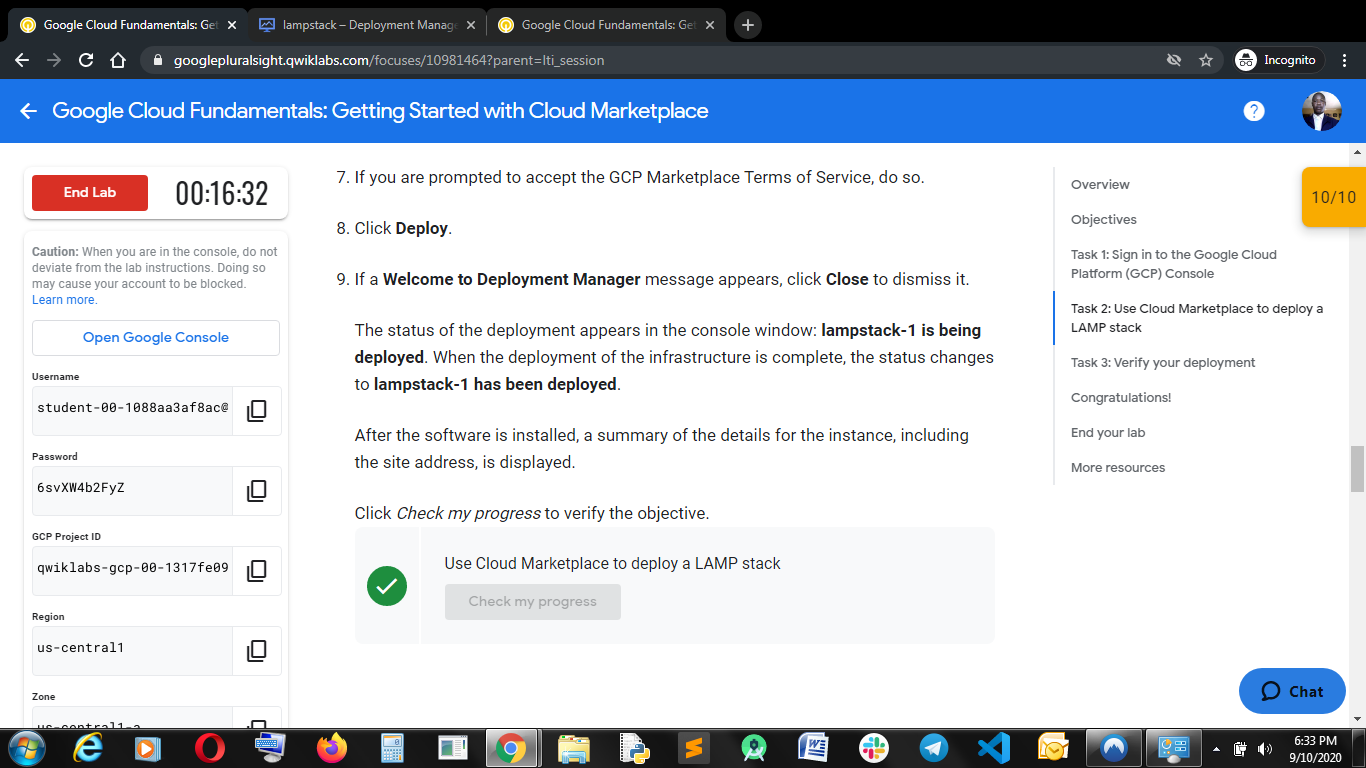 Google Cloud Fundamentals: Get
lampstack – Deployment Manage
Google Cloud Fundamentals: Get
googlepluralsight.qwiklabs.com/focuses/10981464?parent=lti_session
Incognito
Google Cloud Fundamentals: Getting Started with Cloud Marketplace
?
End Lab
00:16:32
Caution: When you are in the console, do not
deviate from the lab instructions. Doing so
may cause your account to be blocked.
Learn more.
Open Google Console
Username
student-00-1088aa3af8ac@
Password
6svXW4b2FyZ
GCP Project ID
qwiklabs-gcp-00-1317fe09
Region
us-central1
Zone
us-central1-a
7. If you are prompted to accept the GCP Marketplace Terms of Service, do so.
8. Click Deploy.
9. If a Welcome to Deployment Manager message appears, click Close to dismiss it.
The status of the deployment appears in the console window: lampstack-1 is being
deployed. When the deployment of the infrastructure is complete, the status changes
to lampstack-1 has been deployed.
After the software is installed, a summary of the details for the instance, including
the site address, is displayed.
Click Check my progress to verify the objective.
Use Cloud Marketplace to deploy a LAMP stack
Check my progress
Overview
Objectives
Task 1: Sign in to the Google Cloud
Platform (GCP) Console
Task 2: Use Cloud Marketplace to deploy a
LAMP stack
Task 3: Verify your deployment
Congratulations!
End your lab
More resources
10/10
Chat
6:33 PM
9/10/2020